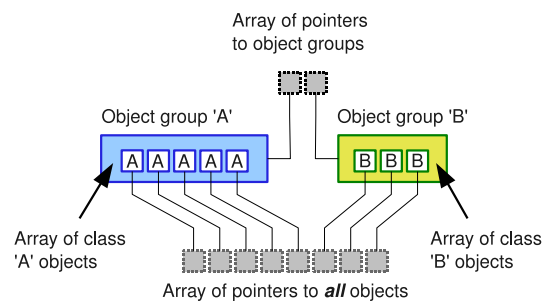 Array of pointers
to object groups
Object group 'A'
Object group 'B'
A A A A A
B B B
Array of class
'A' objects
Array of class
'B' objects
Array of pointers to all objects